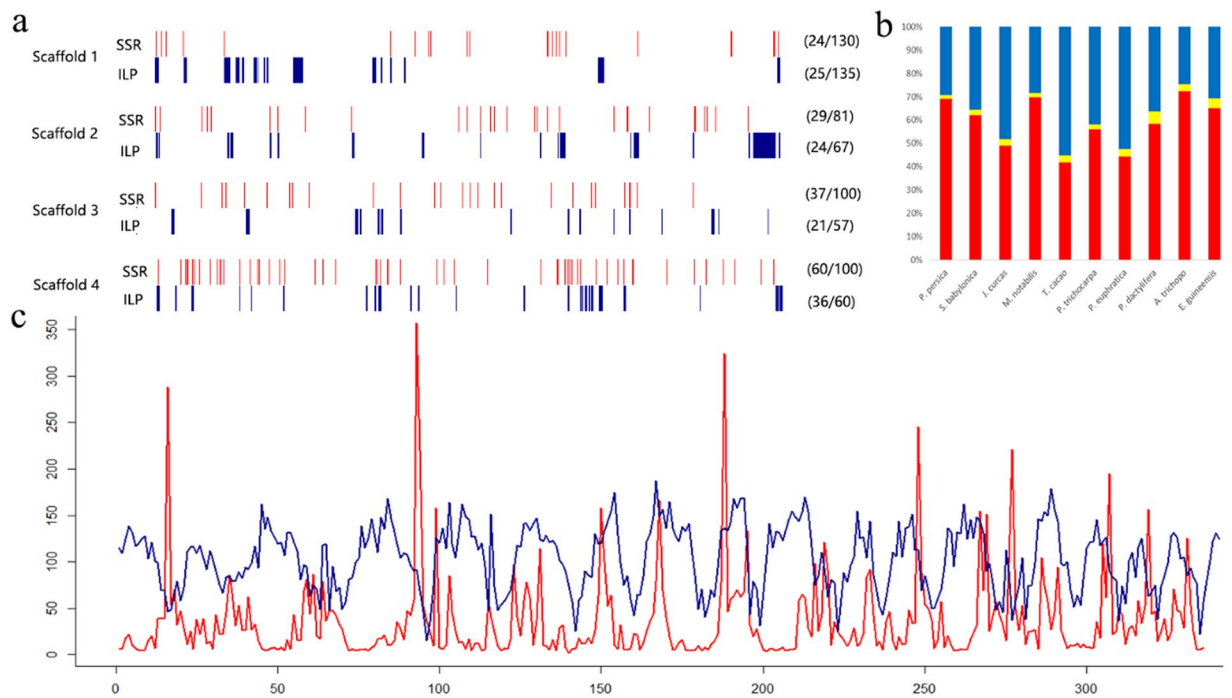 a
SSR
Scaffold 1
ILP
(24/130)
(25/135)
SSR
Scaffold 2
ILP
(29/81)
(24/67)
SSR
Scaffold 3
ILP
(37/100)
(21/57)
SSR
Scaffold 4
ILP
(60/100)
(36/60)
b
100%
90%
80%
70%
60%
50%
40%
30%
20%
10%
0%
P. persica
S. babylonica
J. curcas
M. notabilis
T. cacao
P. trichocarpa
P. euphratica
P. dactylifera
A. trichopo
E. guineensis
c
350
300
250
200
150
100
50
0
0 50 100 150 200 250 300